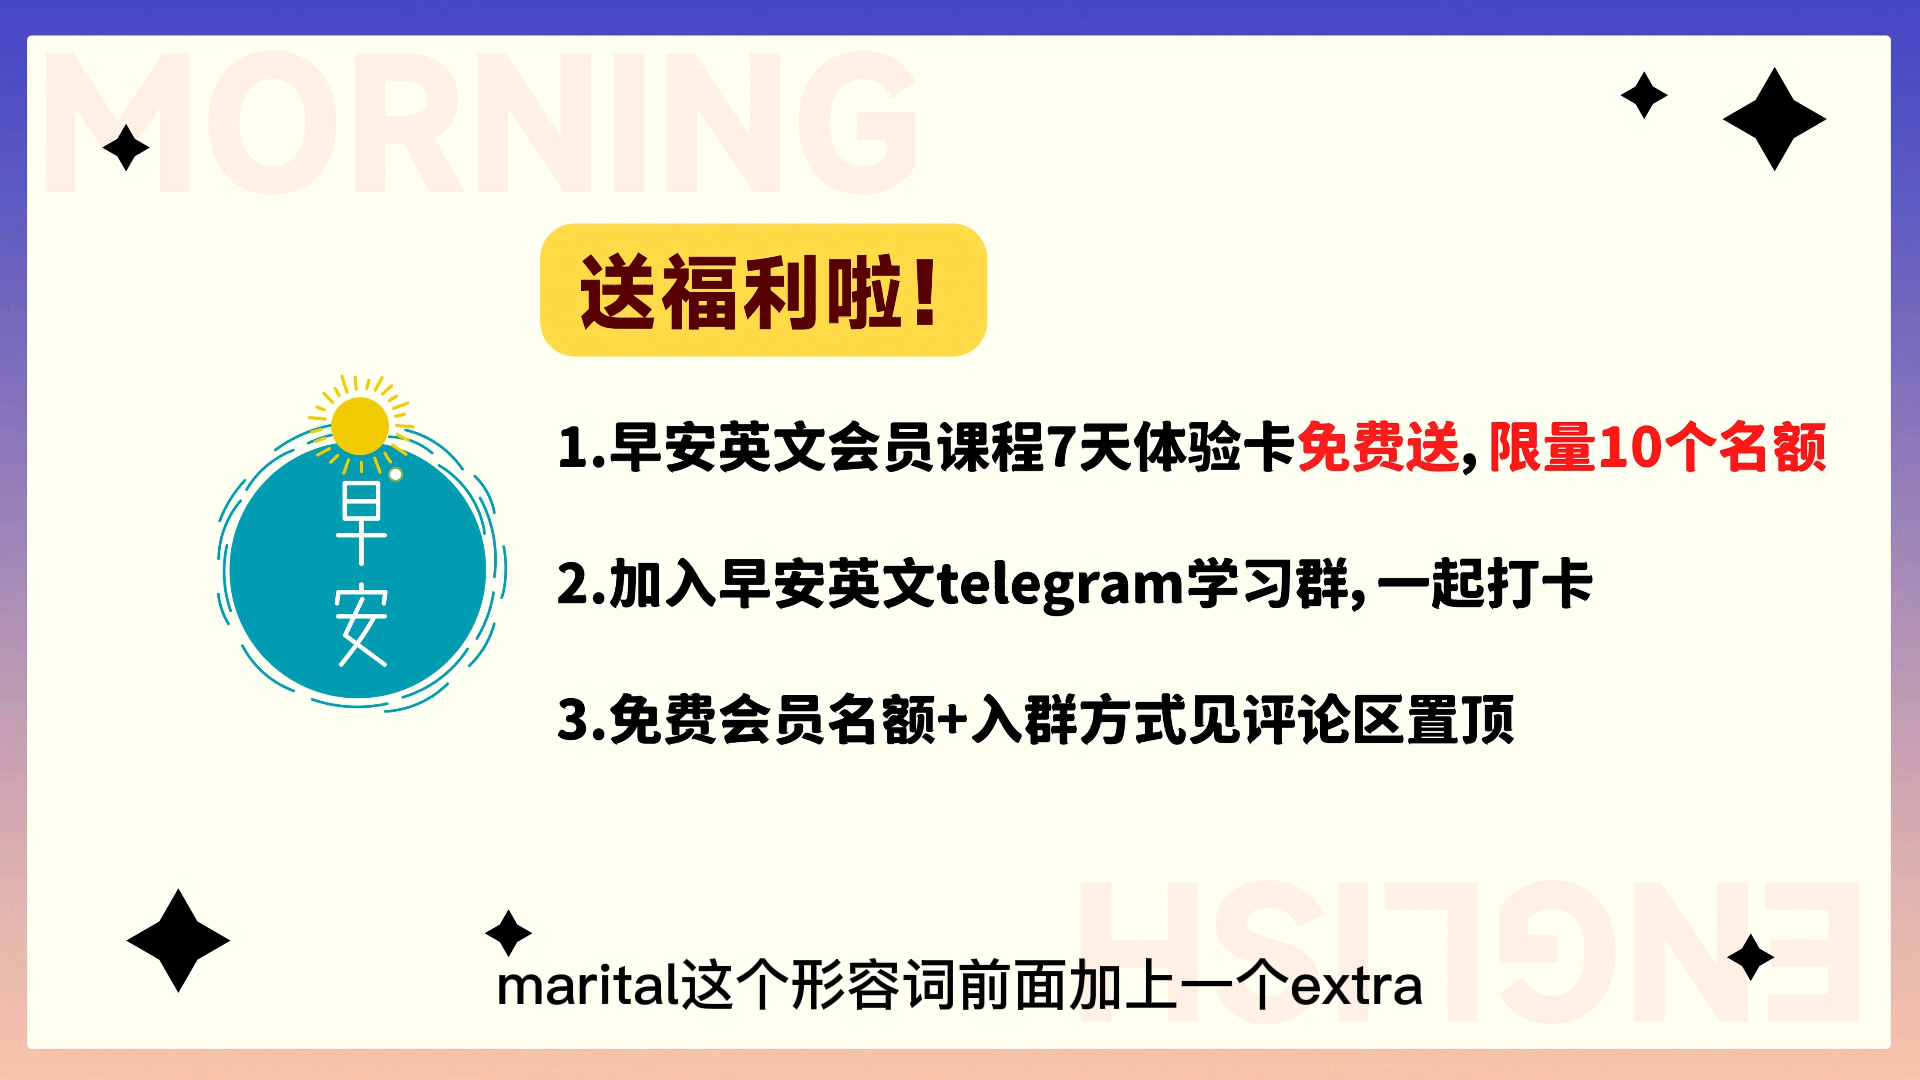 MORNING
送福利啦!
早安
1.早安英文会员课程7天体验卡免费送,限量10个名额
2.加入早安英文telegram学习群,一起打卡
3.免费会员名额+入群方式见评论区置顶
ENGLISH
marital这个形容词前面加上一个extra